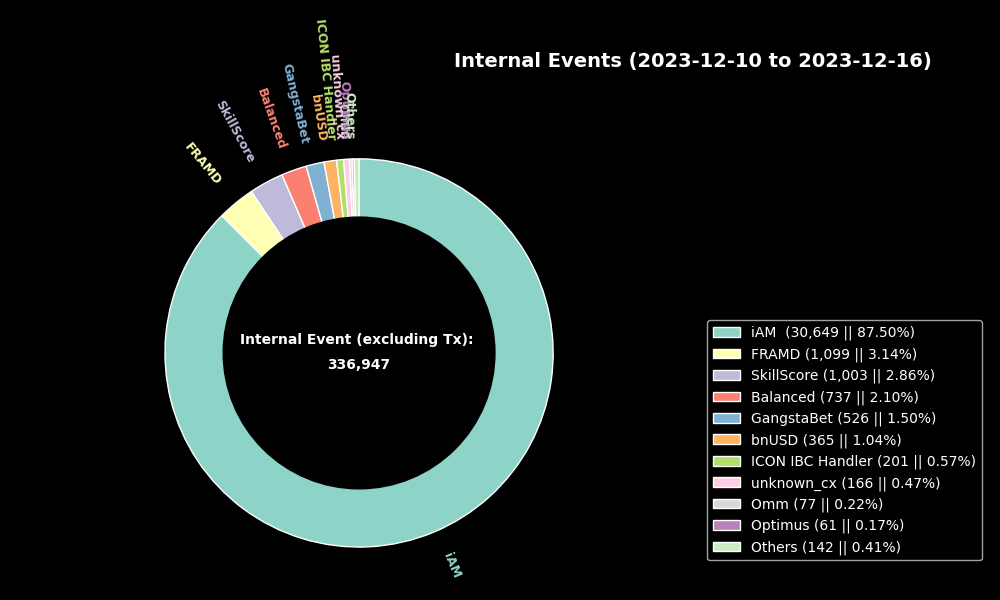 Internal Events (2023-12-10 to 2023-12-16)
FRAMD
SkillScore
Balanced
GangstaBet
bnUSD
ICON IBC Handler
unknown_cx
Others
Internal Event (excluding Tx):
336,947
iAM
iAM (30,649 || 87.50%)
FRAMD (1,099 || 3.14%)
SkillScore (1,003 || 2.86%)
Balanced (737 || 2.10%)
GangstaBet (526 || 1.50%)
bnUSD (365 || 1.04%)
ICON IBC Handler (201 || 0.57%)
unknown_cx (166 || 0.47%)
Omm (77 || 0.22%)
Optimus (61 || 0.17%)
Others (142 || 0.41%)